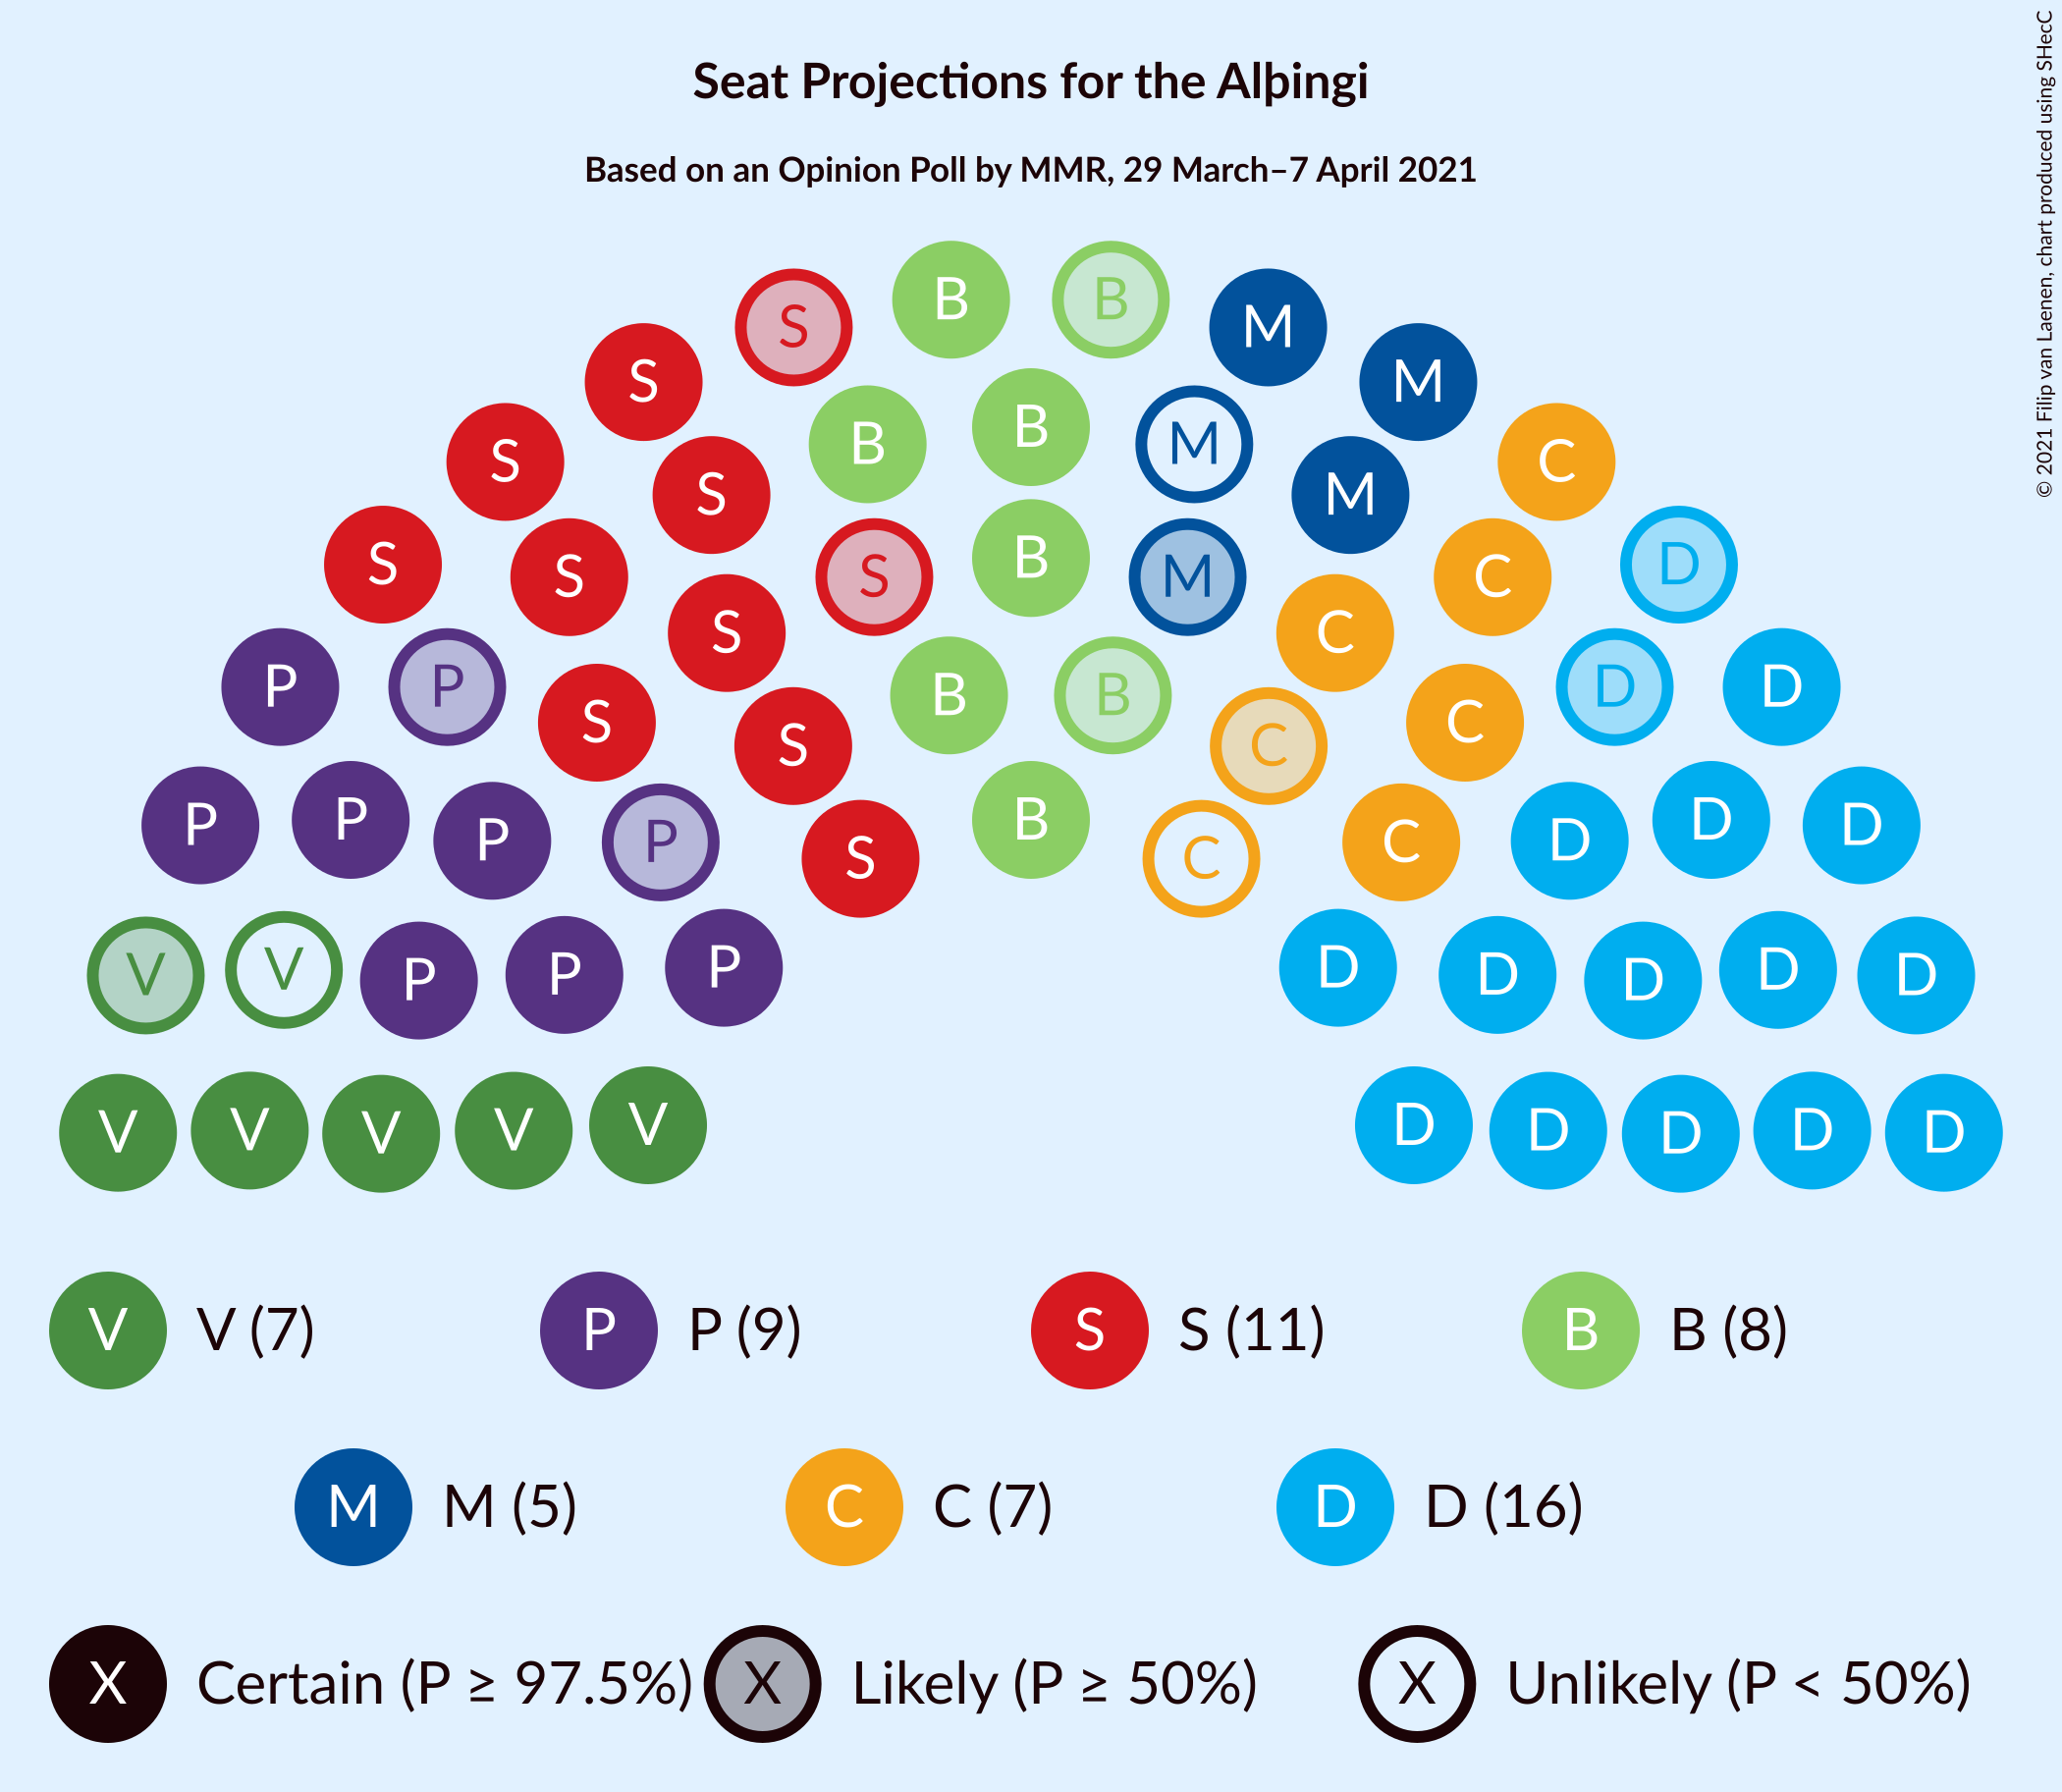 Seat Projections for the Alþingi
Based on an Opinion Poll by MMR, 29 March–7 April 2021
© 2021 Filip van Laenen, chart produced using SHecC
B B
S M M
S B M
S B M C
S S M
S B C D
S S M C
S B C D
P P S B C D
S C
P P P P S B C C D D D
V V P P P D D D D D
V V V V V D D D D D
V V (7) P P (9) S S (11) B B (8)
M M (5) C C (7) D D (16)
X Certain (P ≥ 97.5%) X Likely (P ≥ 50%) X Unlikely (P < 50%)